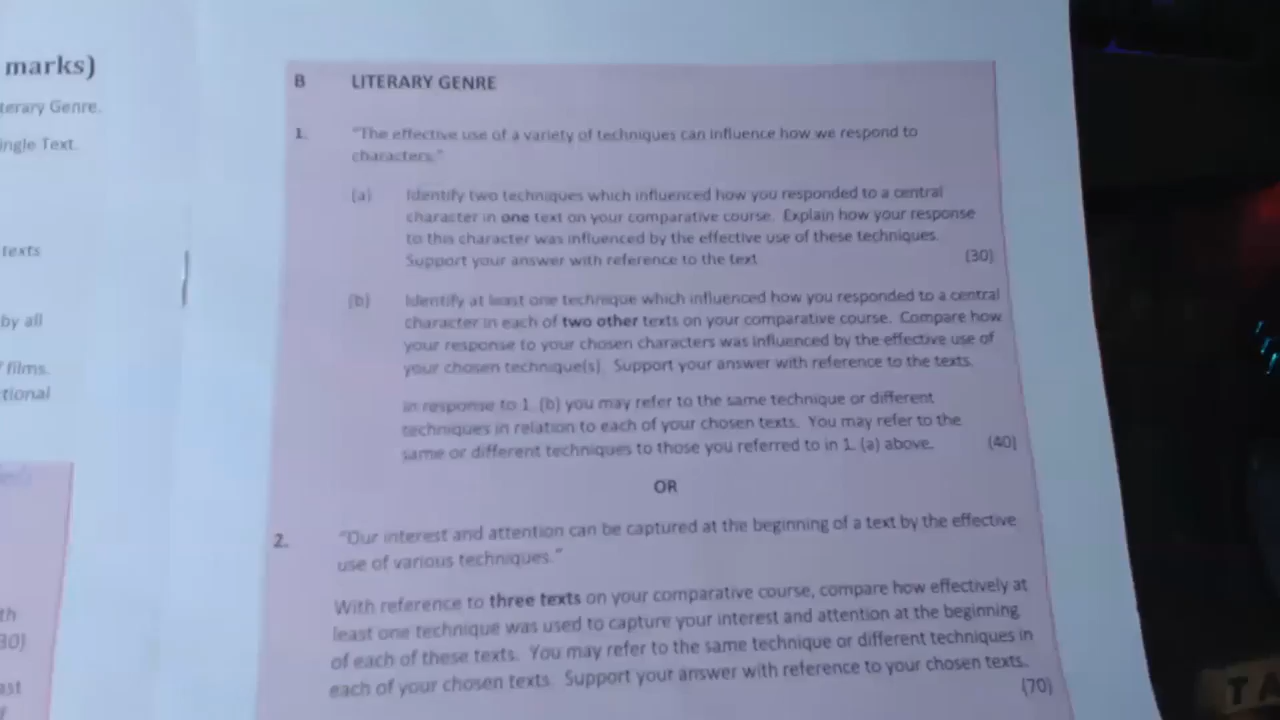 marks)
terary Genre.
ingle Text.
texts
by all
films.
tional
th
30)
ast
B LITERARY GENRE
1. "The effective use of a variety of techniques can influence how we respond to
characters."
(a) Identify two techniques which influenced how you responded to a central
character in one text on your comparative course. Explain how your response
to this character was influenced by the effective use of these techniques.
Support your answer with reference to the text (30)
(b) Identify at least one technique which influenced how you responded to a central
character in each of two other texts on your comparative course. Compare how
your response to your chosen characters was influenced by the effective use of
your chosen technique(s). Support your answer with reference to the texts.
In response to 1. (b) you may refer to the same technique or different
techniques in relation to each of your chosen texts. You may refer to the
same or different techniques to those you referred to in 1. (a) above. (40)
OR
2. "Our interest and attention can be captured at the beginning of a text by the effective
use of various techniques."
With reference to three texts on your comparative course, compare how effectively at
least one technique was used to capture your interest and attention at the beginning
of each of these texts. You may refer to the same technique or different techniques in
each of your chosen texts. Support your answer with reference to your chosen texts.
(70)
TA